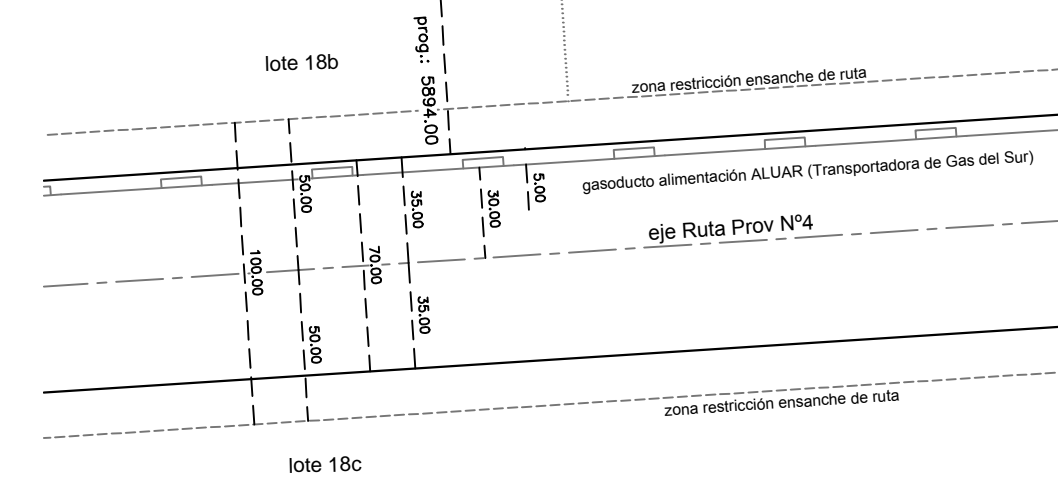 prog.: 5894.00
lote 18b
zona restricción ensanche de ruta
50.00
35.00
30.00
5.00
gasoducto alimentación ALUAR (Transportadora de Gas del Sur)
eje Ruta Prov Nº4
100.00
70.00
35.00
50.00
zona restricción ensanche de ruta
lote 18c